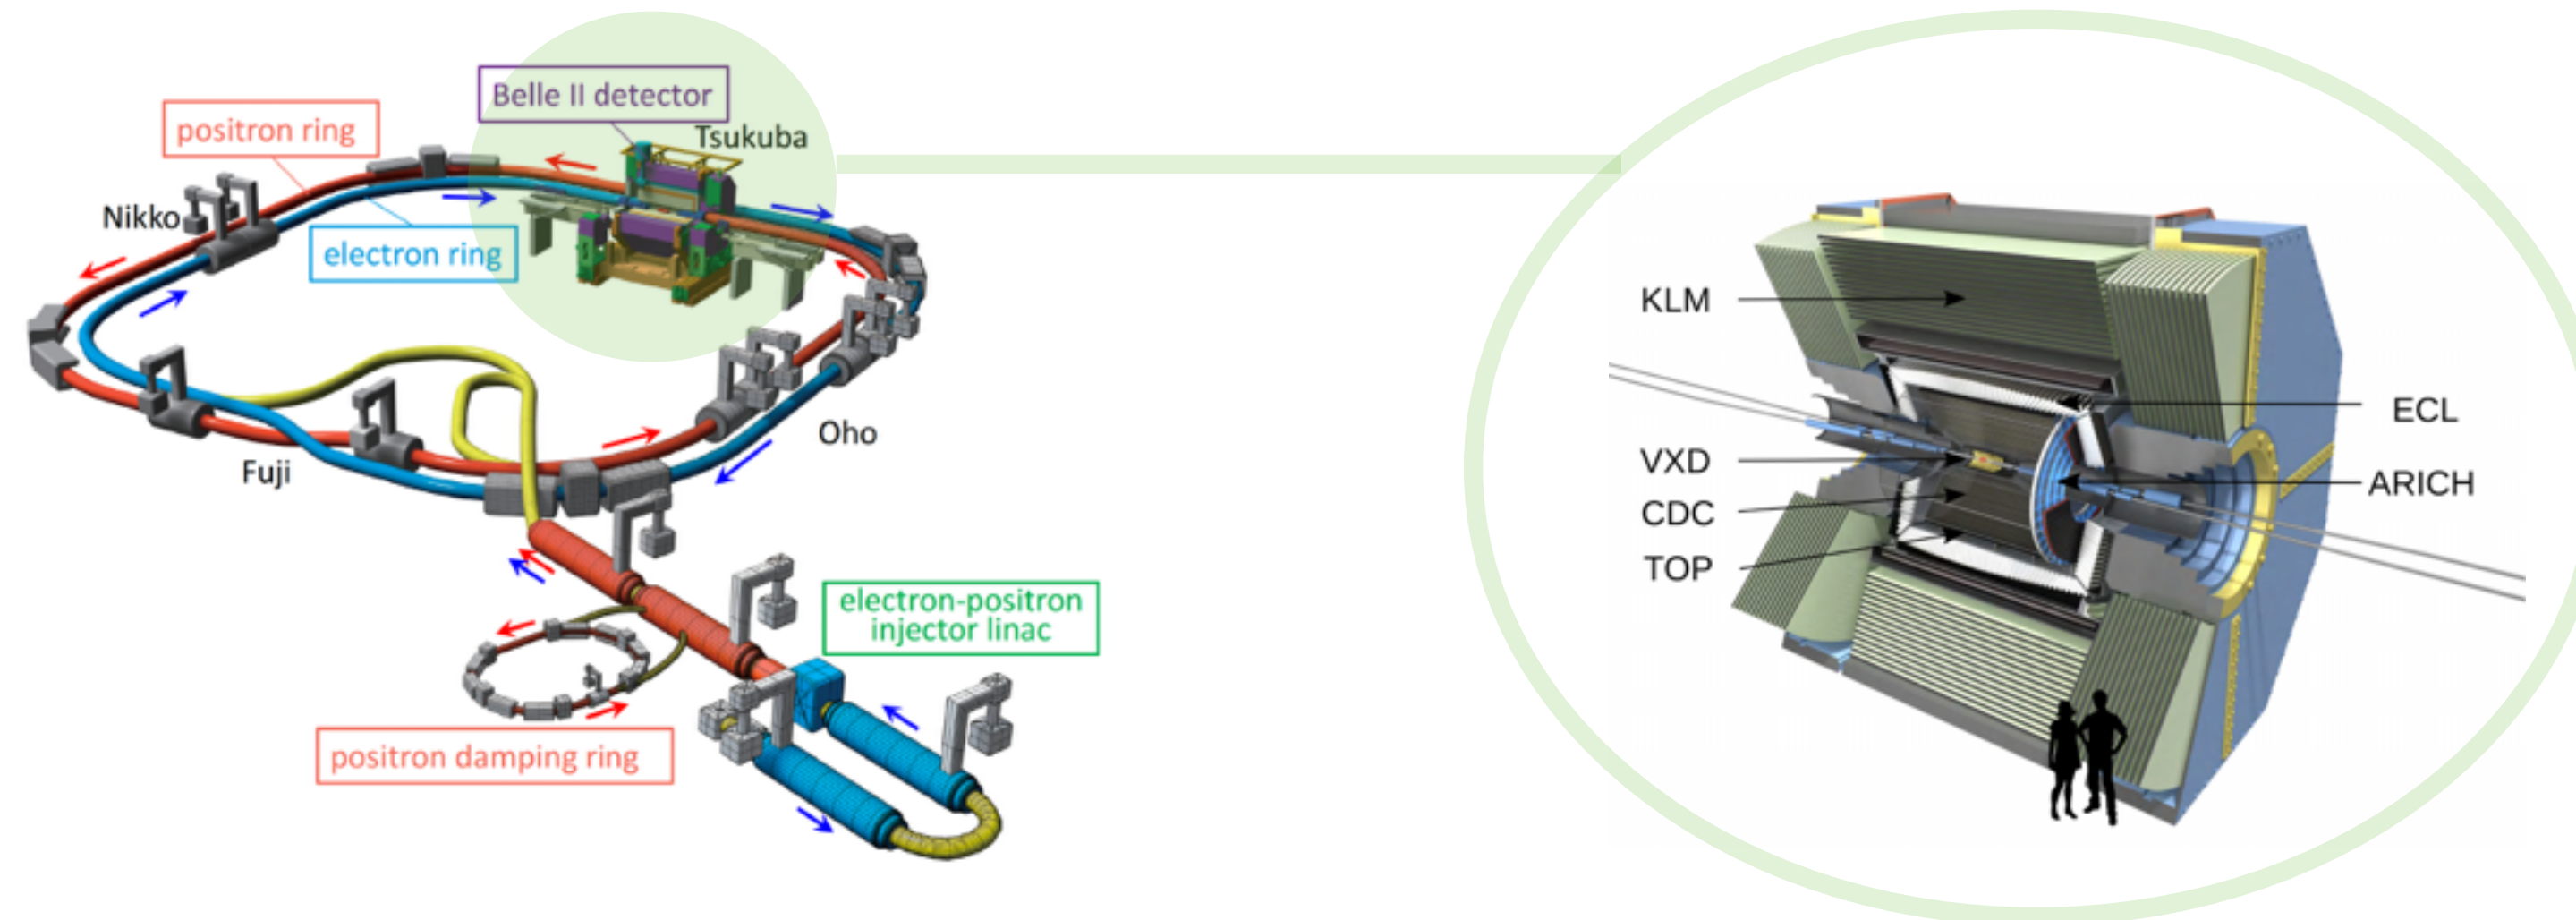 Belle II detector
Tsukuba
positron ring
Nikko
electron ring
Oho
Fuji
electron-positron
injector linac
positron damping ring
KLM
ECL
VXD
ARICH
CDC
TOP